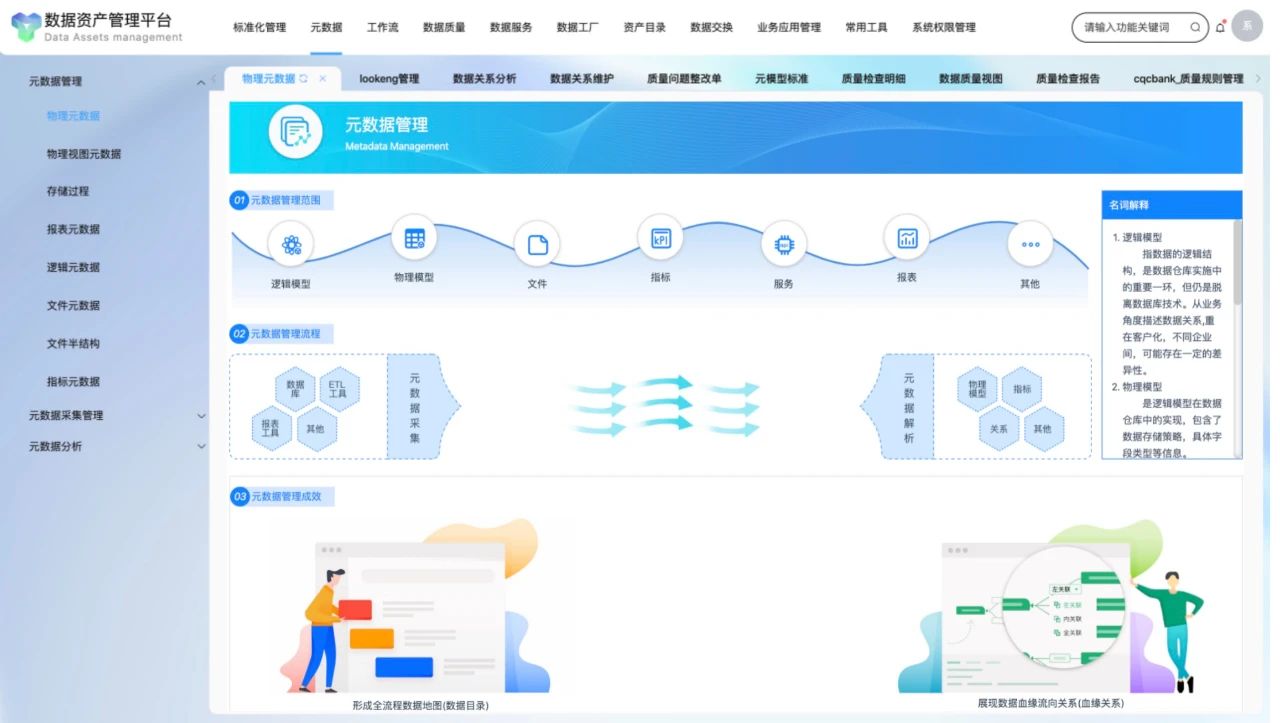 数据资产管理平台
Data Assets management
标准化管理 元数据 工作流 数据质量 数据服务 数据工厂 资产目录 数据交换 业务应用管理 常用工具 系统权限管理
请输入功能关键词
系
元数据管理
物理元数据
物理视图元数据
存储过程
报表元数据
逻辑元数据
文件元数据
文件半结构
指标元数据
元数据采集管理
元数据分析
物理元数据 lookeng管理 数据关系分析 数据关系维护 质量问题整改单 元模型标准 质量检查明细 数据质量视图 质量检查报告 cqcbank_质量规则管理
元数据管理
Metadata Management
01 元数据管理范围
KPI
逻辑模型 物理模型 文件 指标 服务 报表 其他
02 元数据管理流程
数据
库
ETL
工具
报表
工具
其他
元
数
据
采
集
元
数
据
解
析
物理
模型
指标
关系
其他
名词解释
1. 逻辑模型
指数据的逻辑结
构，是数据仓库实施中
的重要一环，但仍是脱
离数据库技术。从业务
角度描述数据关系,重
在客户化，不同企业
间，可能存在一定的差
异性。
2. 物理模型
是逻辑模型在数据
仓库中的实现，包含了
数据存储策略，具体字
段类型等信息。
03 元数据管理成效
左关联
左关联
内关联
全关联
形成全流程数据地图(数据目录)
展现数据血缘流向关系(血缘关系)